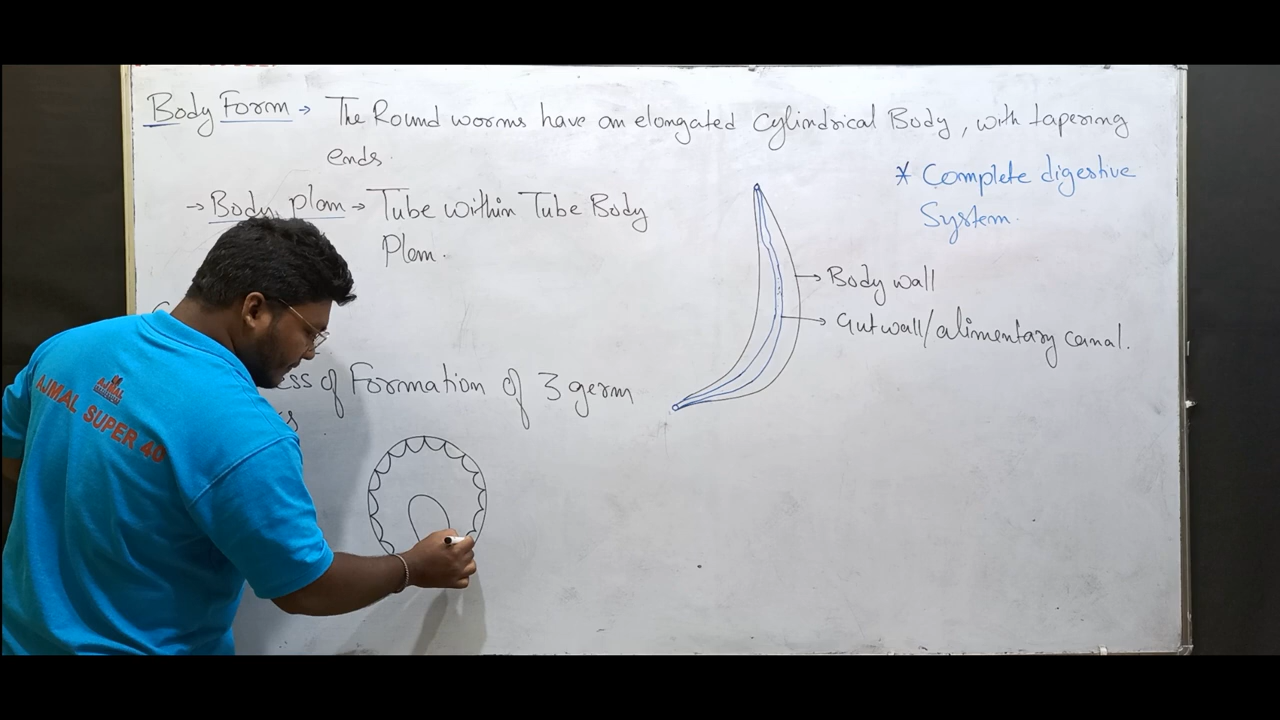 Body Form → The Round worms have an elongated Cylindrical Body, with tapering
ends.
→ Body plan → Tube within Tube Body
Plan.
* Complete digestive
System.
→ Body wall
→ Gut wall/alimentary canal.
of Formation of 3 germ
AJMAL
AJMAL SUPER 40